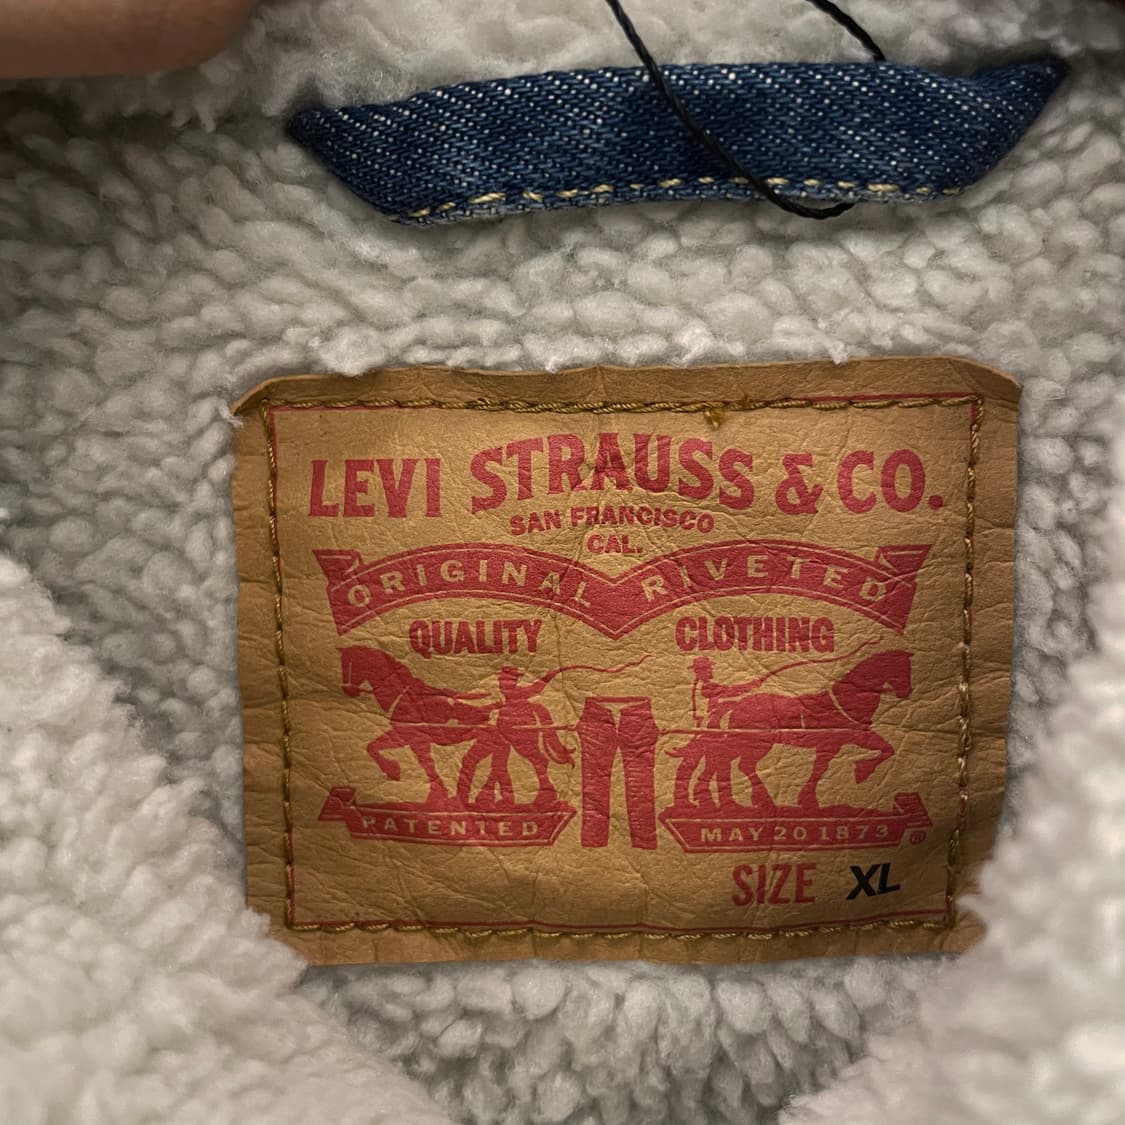 LEVI STRAUSS & CO.
SAN FRANCISCO
CAL.
ORIGINAL RIVETED
QUALITY CLOTHING
PATENTED MAY 20 1873 ®
SIZE XL